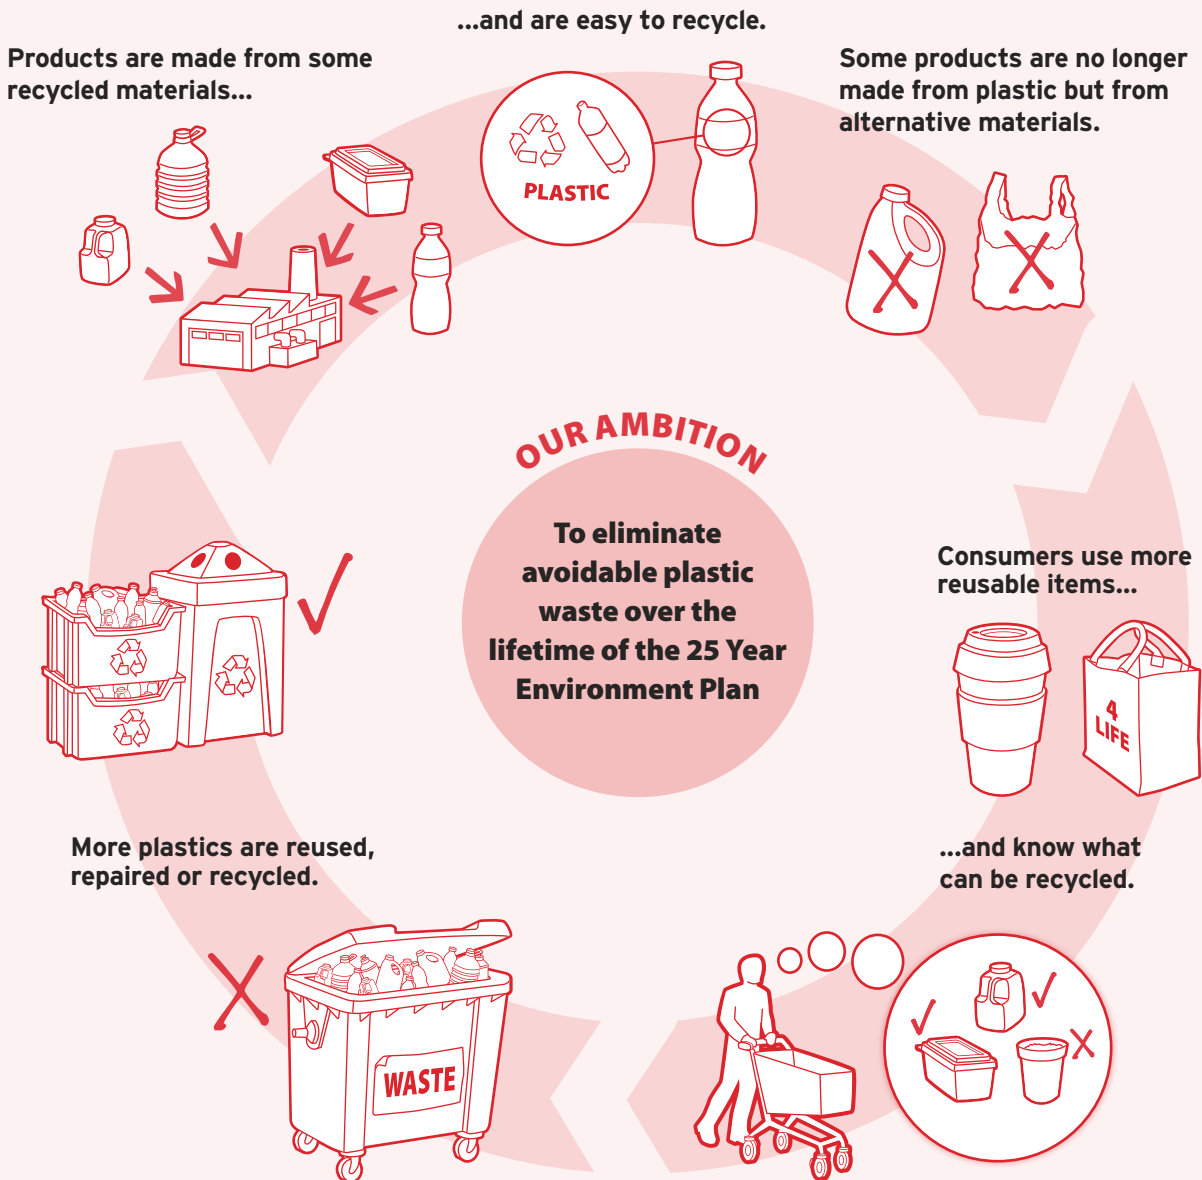 ...and are easy to recycle.
Products are made from some
recycled materials...
Some products are no longer
made from plastic but from
alternative materials.
PLASTIC
OUR AMBITION
To eliminate
avoidable plastic
waste over the
lifetime of the 25 Year
Environment Plan
Consumers use more
reusable items...
4
LIFE
...and know what
can be recycled.
More plastics are reused,
repaired or recycled.
WASTE